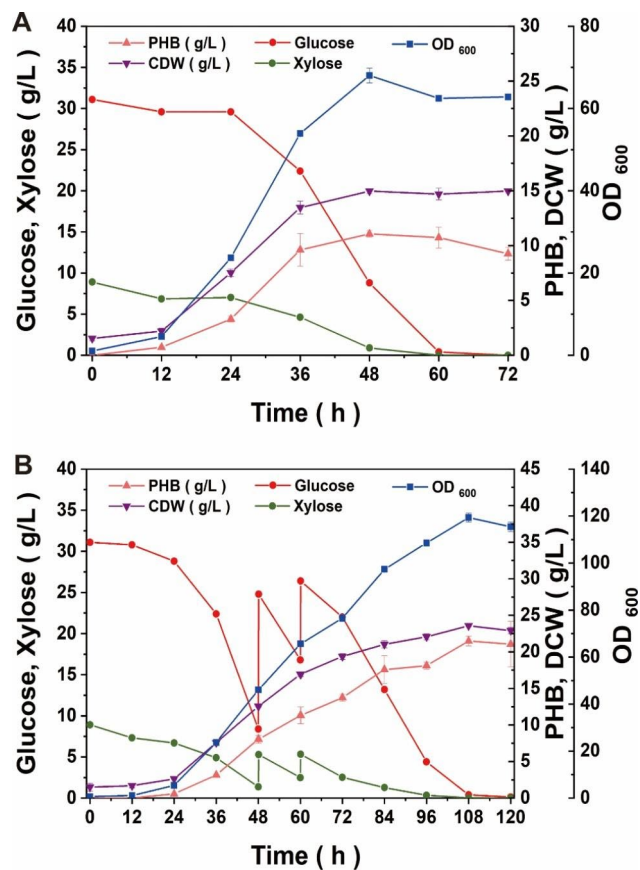 A
PHB ( g/L )
Glucose
OD 600
CDW ( g/L )
Xylose
Glucose, Xylose ( g/L )
40
35
30
25
20
15
10
5
0
30
25
20
15
10
5
0
PHB, DCW ( g/L )
80
60
40
20
0
OD 600
0 12 24 36 48 60 72
Time ( h )
B
PHB ( g/L )
Glucose
OD 600
CDW ( g/L )
Xylose
Glucose, Xylose ( g/L )
40
35
30
25
20
15
10
5
0
45
40
35
30
25
20
15
10
5
0
PHB, DCW ( g/L )
140
120
100
80
60
40
20
0
OD 600
0 12 24 36 48 60 72 84 96 108 120
Time ( h )